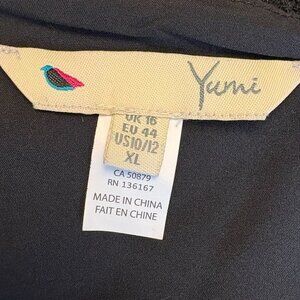 Yumi
UK 16
EU 44
US10/12
XL
CA 50879
RN 136167
MADE IN CHINA
FAIT EN CHINE